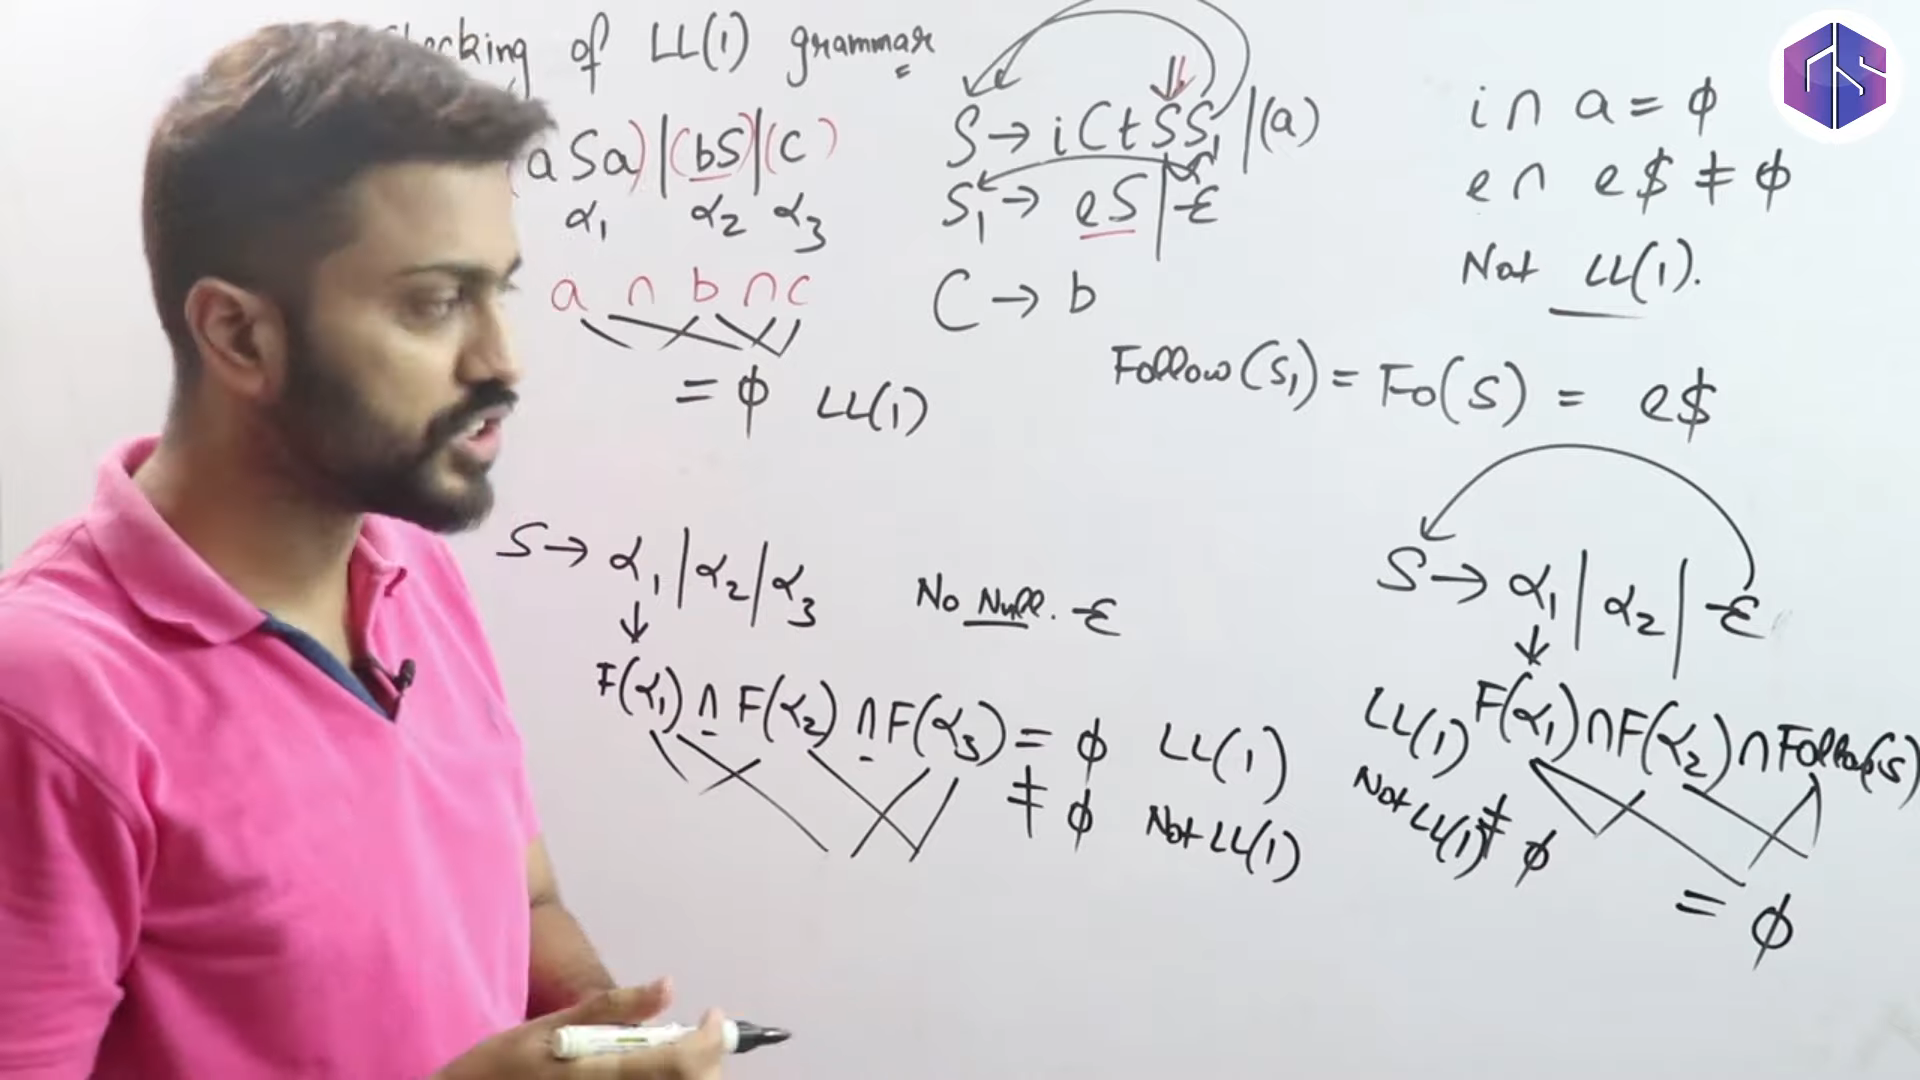 of LL(1) grammar
aSa) | (bS) | (c)
α₁ α₂ α₃
a ∩ b ∩ c
= ϕ LL(1)
S → iCtSS₁ | (a)
S₁ → eS | ε
C → b
i ∩ a = ϕ
e ∩ e$ ≠ ϕ
Not LL(1).
Follow(S₁) = Fo(S) = e$
S → α₁ | α₂ | α₃
No Null. ε
F(α₁) ∩ F(α₂) ∩ F(α₃) = ϕ LL(1)
≠ ϕ Not LL(1)
S → α₁ | α₂ | ε
LL(1) F(α₁) ∩ F(α₂) ∩ Follow(S)
Not LL(1) ≠ ϕ
= ϕ